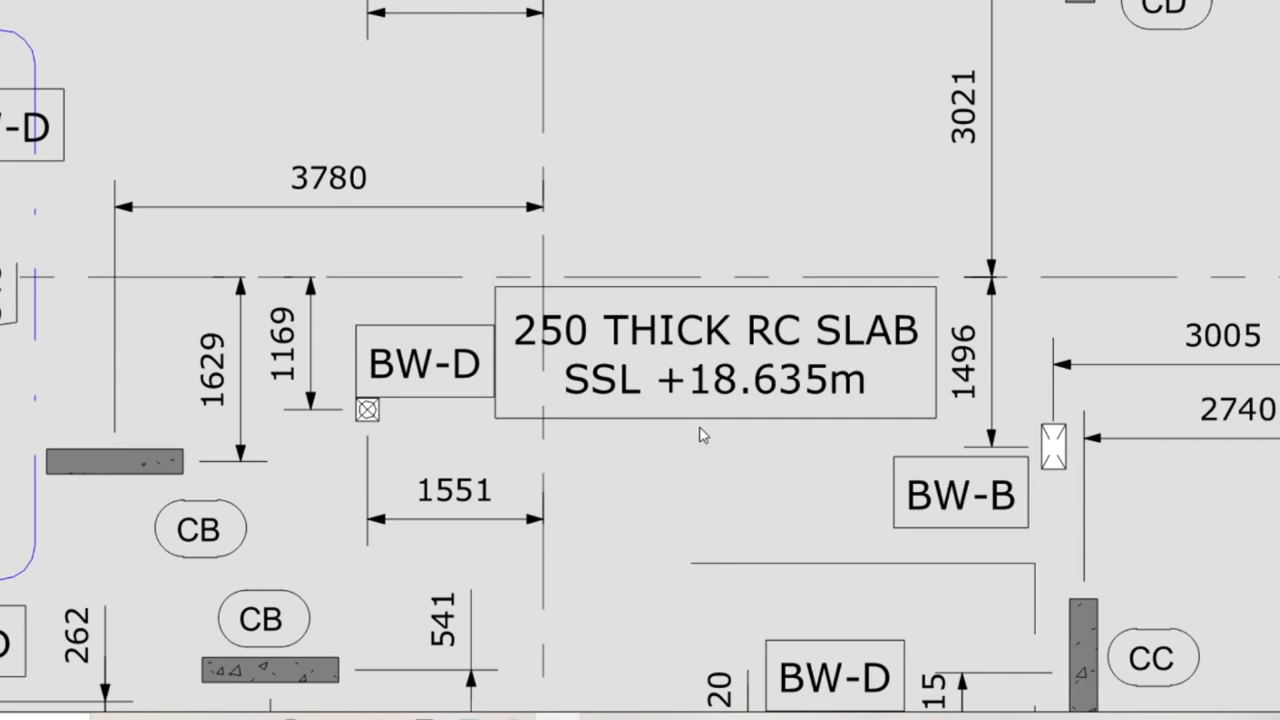 CD
-D
3021
3780
250 THICK RC SLAB
SSL +18.635m
1629
1169
BW-D
1496
3005
2740
1551
BW-B
CB
CB
541
262
BW-D
20
15
CC